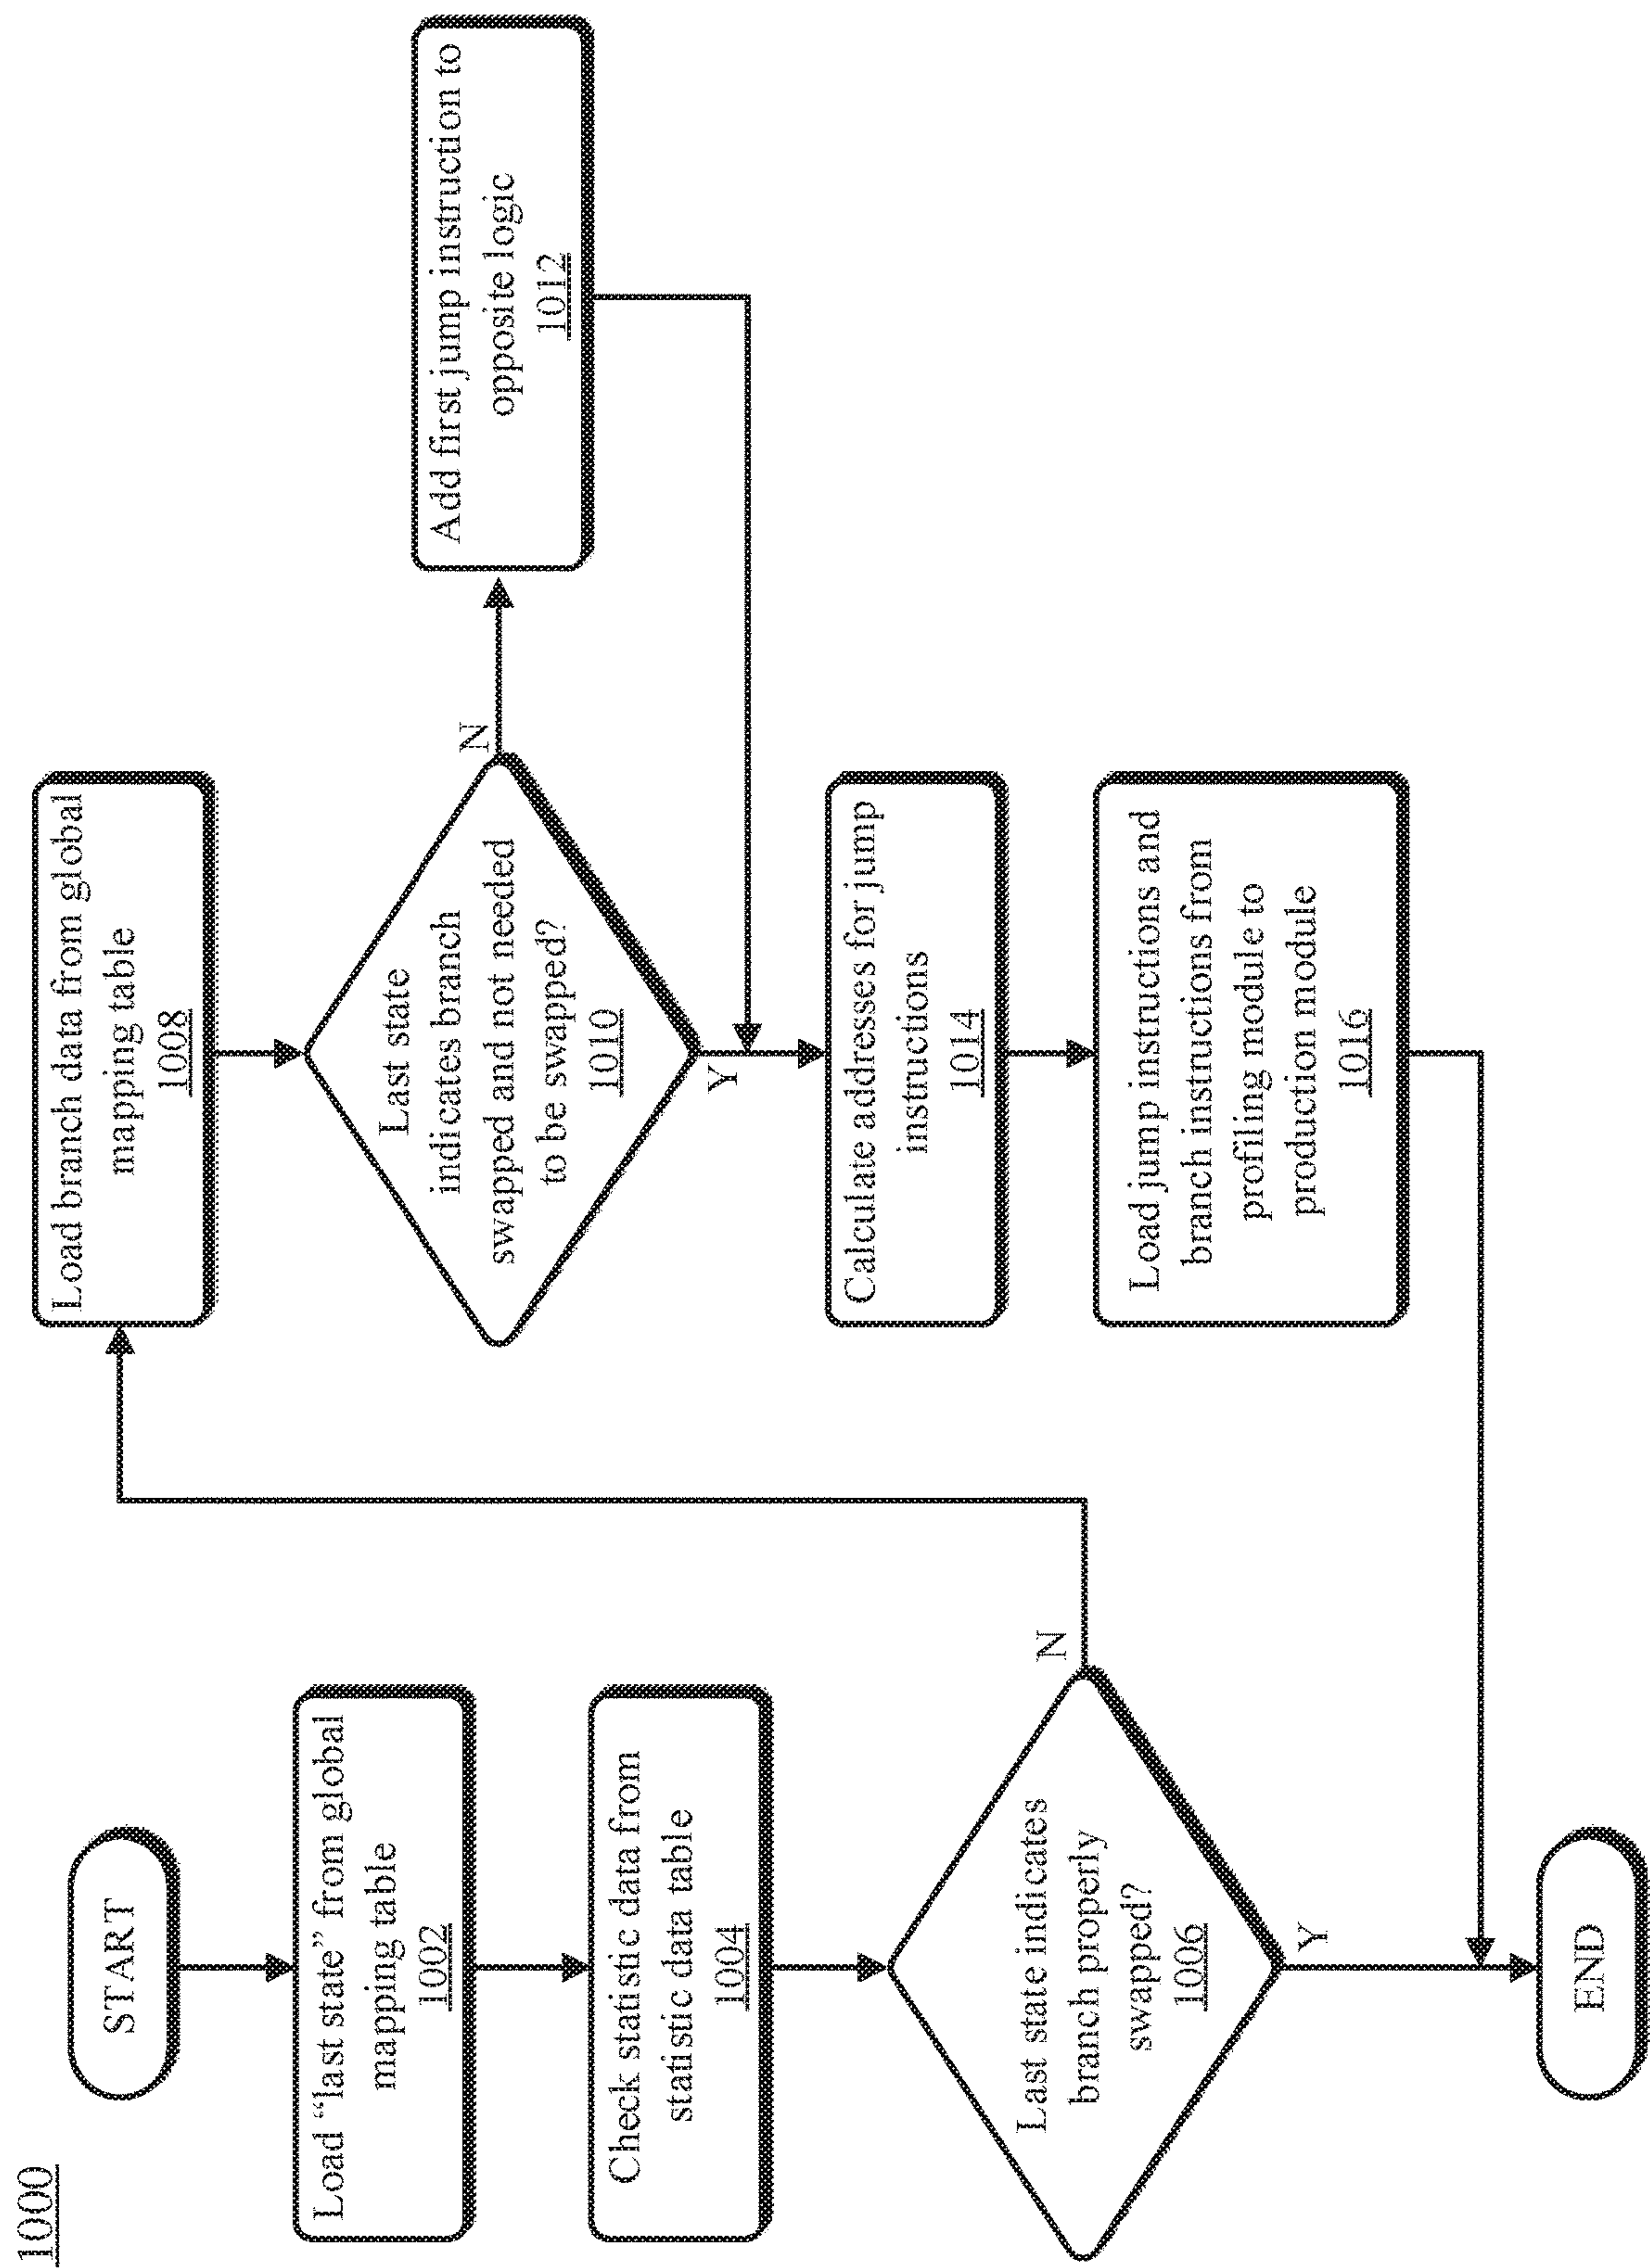 1000
START
Load “last state” from global
mapping table
1002
Check statistic data from
statistic data table
1004
Last state indicates
branch properly
swapped?
1006
N
Y
END
Load branch data from global
mapping table
1008
Last state
indicates branch
swapped and not needed
to be swapped?
1010
N
Y
Add first jump instruction to
opposite logic
1012
Calculate addresses for jump
instructions
1014
Load jump instructions and
branch instructions from
profiling module to
production module
1016